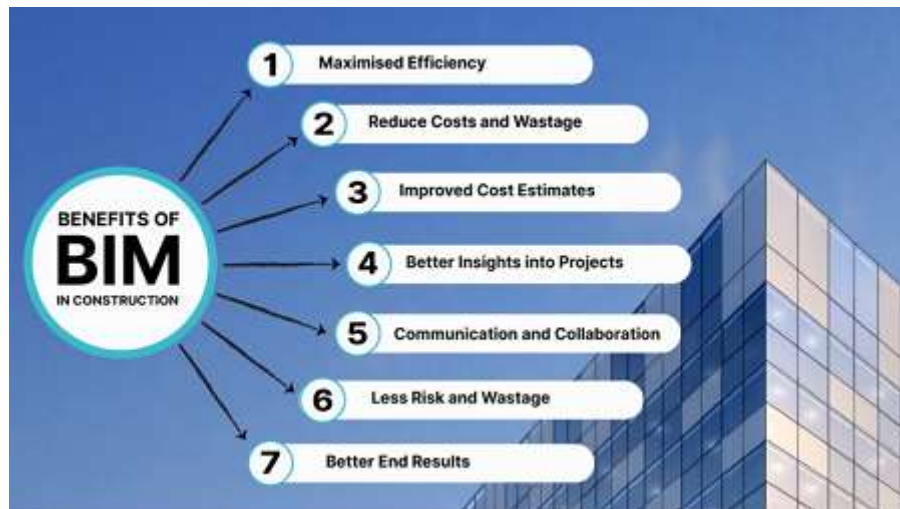 BENEFITS OF
BIM
IN CONSTRUCTION
1 Maximised Efficiency
2 Reduce Costs and Wastage
3 Improved Cost Estimates
4 Better Insights into Projects
5 Communication and Collaboration
6 Less Risk and Wastage
7 Better End Results